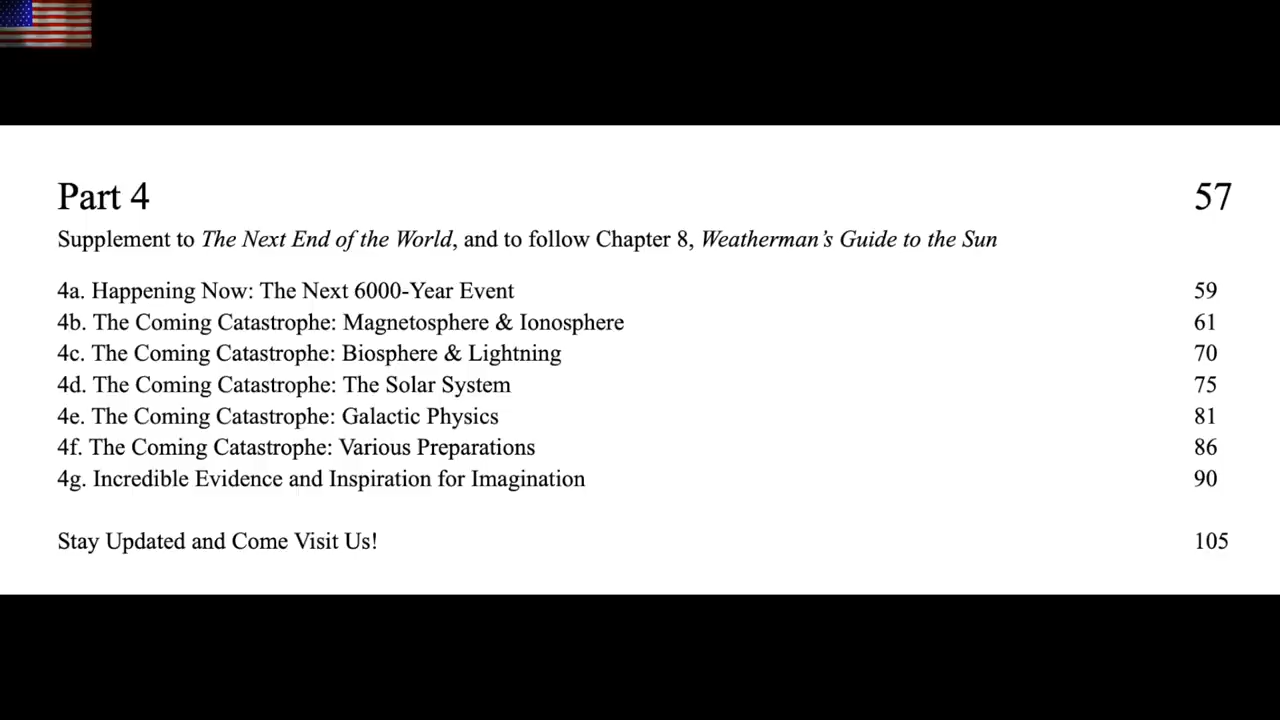 Part 4 57
Supplement to The Next End of the World, and to follow Chapter 8, Weatherman's Guide to the Sun
4a. Happening Now: The Next 6000-Year Event 59
4b. The Coming Catastrophe: Magnetosphere & Ionosphere 61
4c. The Coming Catastrophe: Biosphere & Lightning 70
4d. The Coming Catastrophe: The Solar System 75
4e. The Coming Catastrophe: Galactic Physics 81
4f. The Coming Catastrophe: Various Preparations 86
4g. Incredible Evidence and Inspiration for Imagination 90
Stay Updated and Come Visit Us! 105